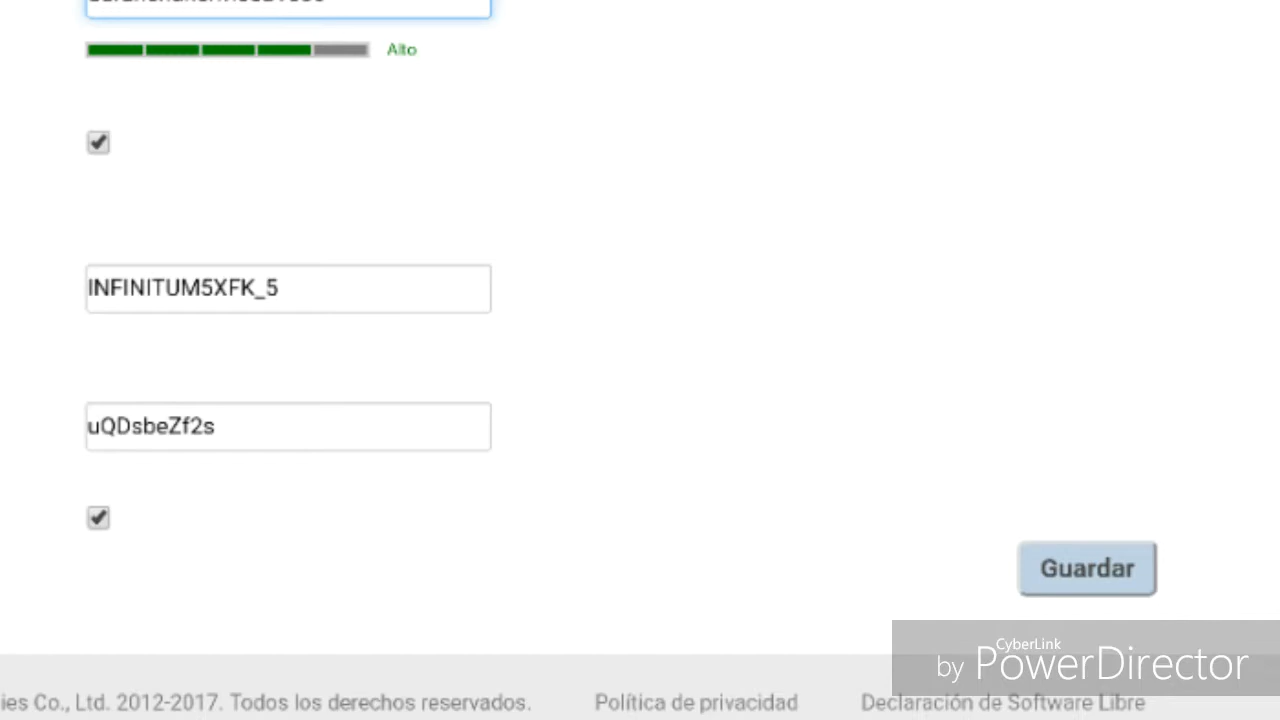 Alto
INFINITUM5XFK_5
uQDsbeZf2s
Guardar
CyberLink
by PowerDirector
ies Co., Ltd. 2012-2017. Todos los derechos reservados. Política de privacidad Declaración de Software Libre